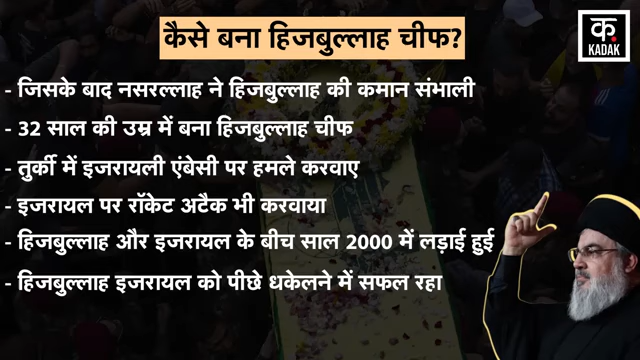 कैसे बना हिजबुल्लाह चीफ?
क.
KADAK
- जिसके बाद नसरल्लाह ने हिजबुल्लाह की कमान संभाली
- 32 साल की उम्र में बना हिजबुल्लाह चीफ
- तुर्की में इजरायली एंबेसी पर हमले करवाए
- इजरायल पर रॉकेट अटैक भी करवाया
- हिजबुल्लाह और इजरायल के बीच साल 2000 में लड़ाई हुई
- हिजबुल्लाह इजरायल को पीछे धकेलने में सफल रहा